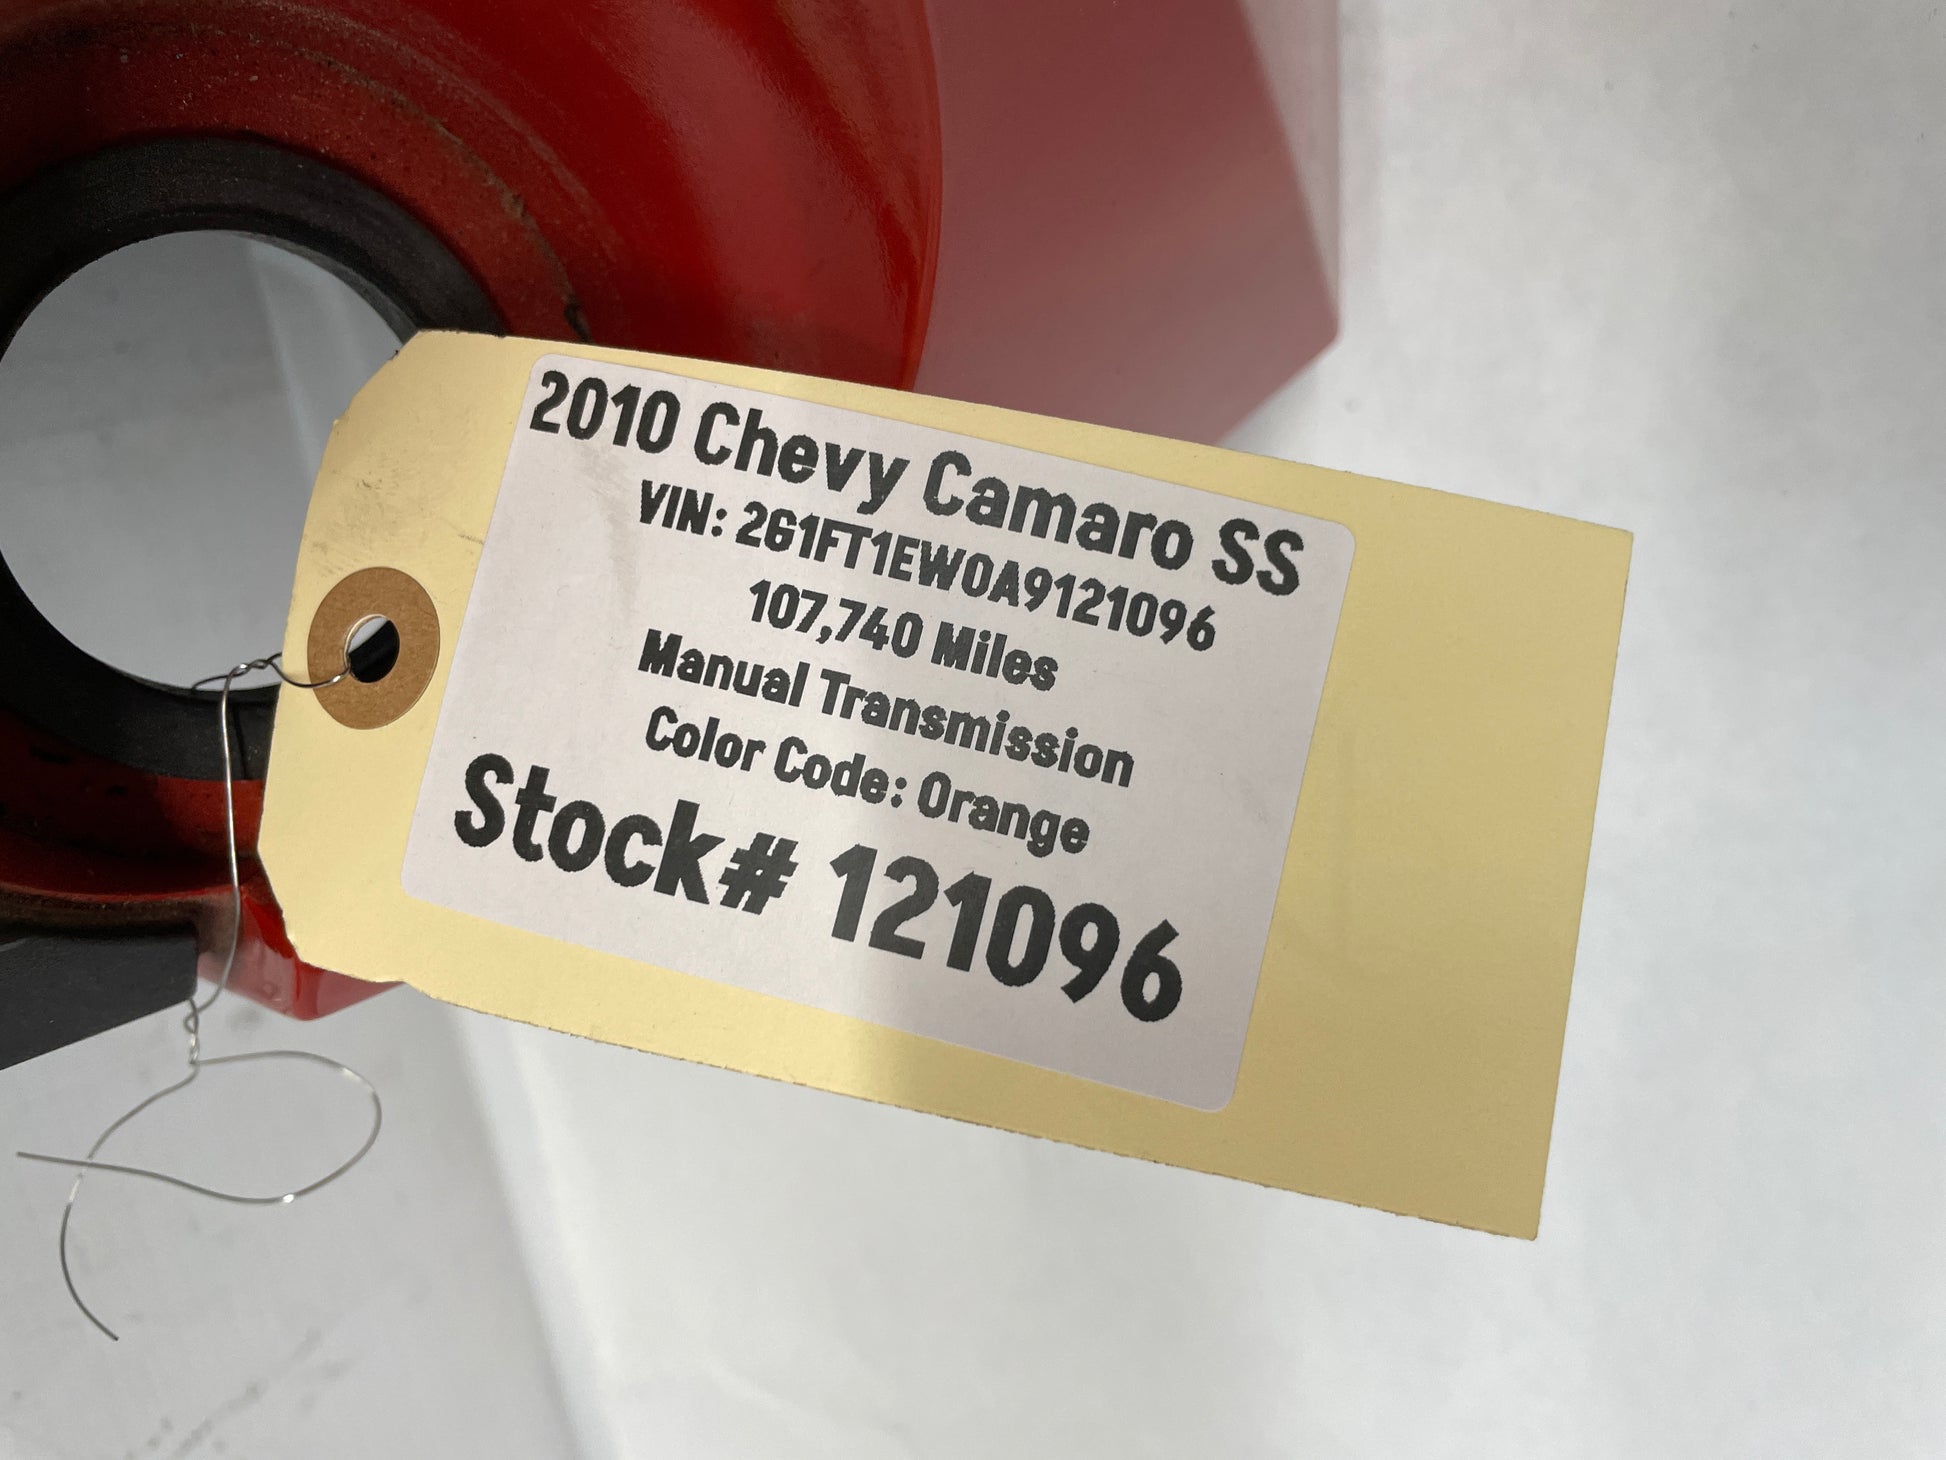 2010 Chevy Camaro SS
VIN: 2G1FT1EW0A9121096
107,740 Miles
Manual Transmission
Color Code: Orange
Stock# 121096